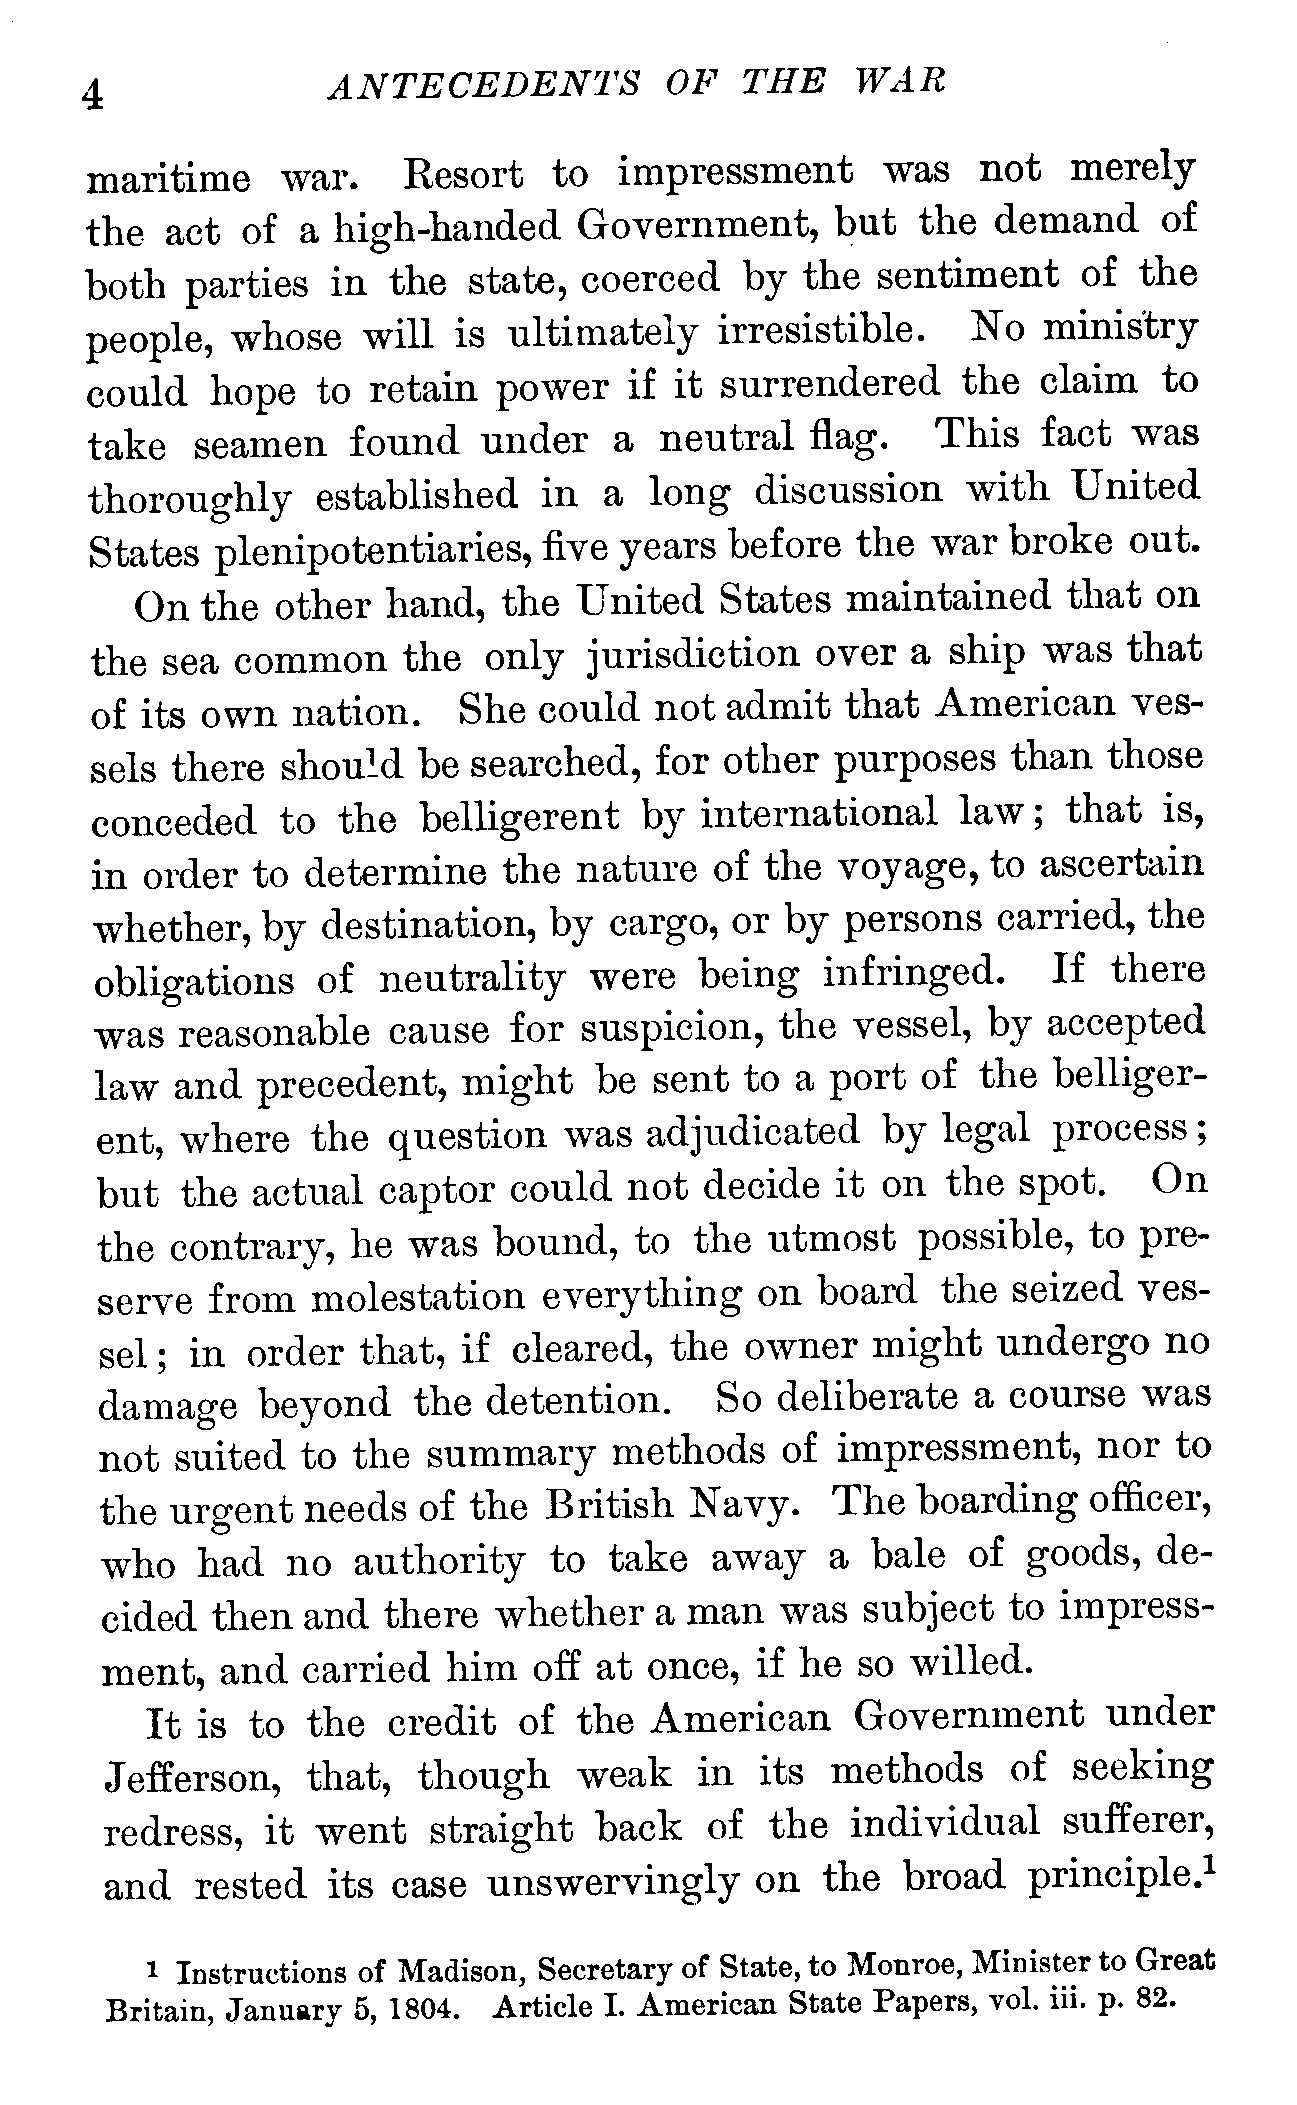 4 ANTECEDENTS OF THE WAR
maritime war. Resort to impressment was not merely
the act of a high-handed Government, but the demand of
both parties in the state, coerced by the sentiment of the
people, whose will is ultimately irresistible. No ministry
could hope to retain power if it surrendered the claim to
take seamen found under a neutral flag. This fact was
thoroughly established in a long discussion with United
States plenipotentiaries, five years before the war broke out.
On the other hand, the United States maintained that on
the sea common the only jurisdiction over a ship was that
of its own nation. She could not admit that American ves-
sels there should be searched, for other purposes than those
conceded to the belligerent by international law; that is,
in order to determine the nature of the voyage, to ascertain
whether, by destination, by cargo, or by persons carried, the
obligations of neutrality were being infringed. If there
was reasonable cause for suspicion, the vessel, by accepted
law and precedent, might be sent to a port of the belliger-
ent, where the question was adjudicated by legal process;
but the actual captor could not decide it on the spot. On
the contrary, he was bound, to the utmost possible, to pre-
serve from molestation everything on board the seized ves-
sel; in order that, if cleared, the owner might undergo no
damage beyond the detention. So deliberate a course was
not suited to the summary methods of impressment, nor to
the urgent needs of the British Navy. The boarding officer,
who had no authority to take away a bale of goods, de-
cided then and there whether a man was subject to impress-
ment, and carried him off at once, if he so willed.
It is to the credit of the American Government under
Jefferson, that, though weak in its methods of seeking
redress, it went straight back of the individual sufferer,
and rested its case unswervingly on the broad principle.¹
¹ Instructions of Madison, Secretary of State, to Monroe, Minister to Great
Britain, January 5, 1804. Article I. American State Papers, vol. iii. p. 82.